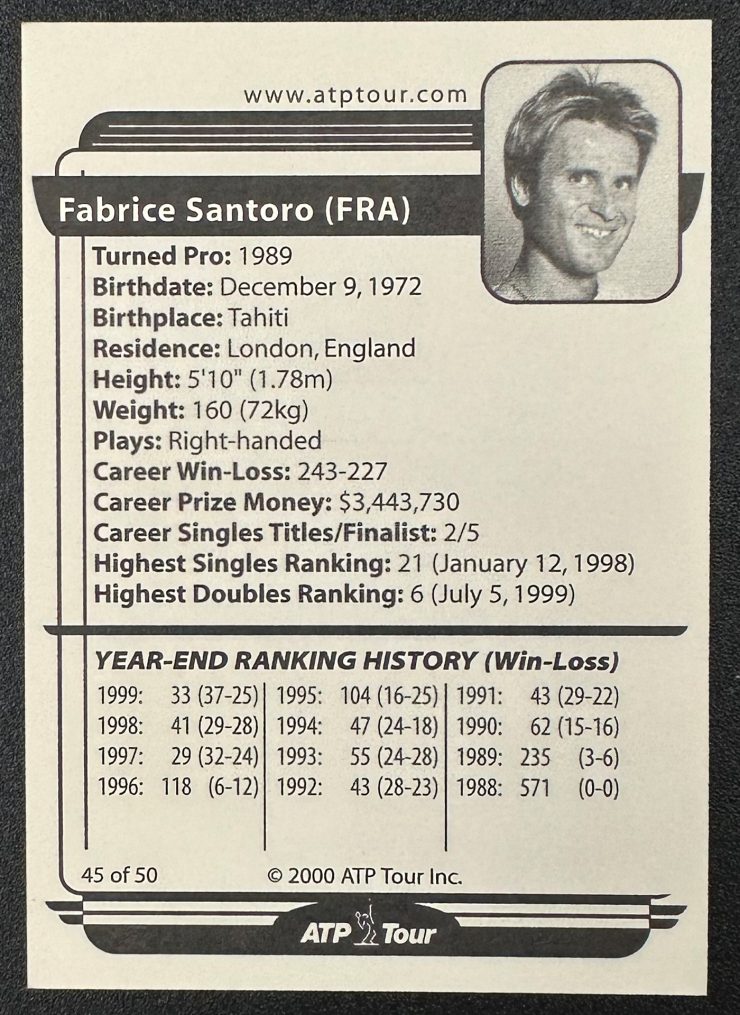 www.atptour.com
Fabrice Santoro (FRA)
Turned Pro: 1989
Birthdate: December 9, 1972
Birthplace: Tahiti
Residence: London, England
Height: 5'10" (1.78m)
Weight: 160 (72kg)
Plays: Right-handed
Career Win-Loss: 243-227
Career Prize Money: $3,443,730
Career Singles Titles/Finalist: 2/5
Highest Singles Ranking: 21 (January 12, 1998)
Highest Doubles Ranking: 6 (July 5, 1999)
YEAR-END RANKING HISTORY (Win-Loss)
1999: 33 (37-25) 1995: 104 (16-25) 1991: 43 (29-22)
1998: 41 (29-28) 1994: 47 (24-18) 1990: 62 (15-16)
1997: 29 (32-24) 1993: 55 (24-28) 1989: 235 (3-6)
1996: 118 (6-12) 1992: 43 (28-23) 1988: 571 (0-0)
45 of 50 © 2000 ATP Tour Inc.
ATP Tour